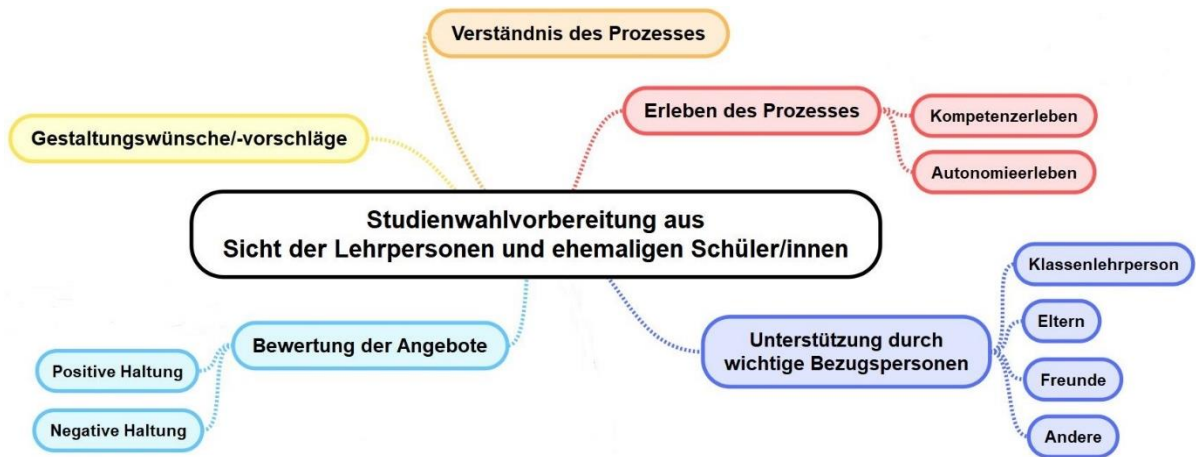 Verständnis des Prozesses
Erleben des Prozesses
Kompetenzerleben
Autonomieerleben
Gestaltungswünsche/-vorschläge
Studienwahlvorbereitung aus
Sicht der Lehrpersonen und ehemaligen Schüler/innen
Bewertung der Angebote
Positive Haltung
Negative Haltung
Unterstützung durch
wichtige Bezugspersonen
Klassenlehrperson
Eltern
Freunde
Andere